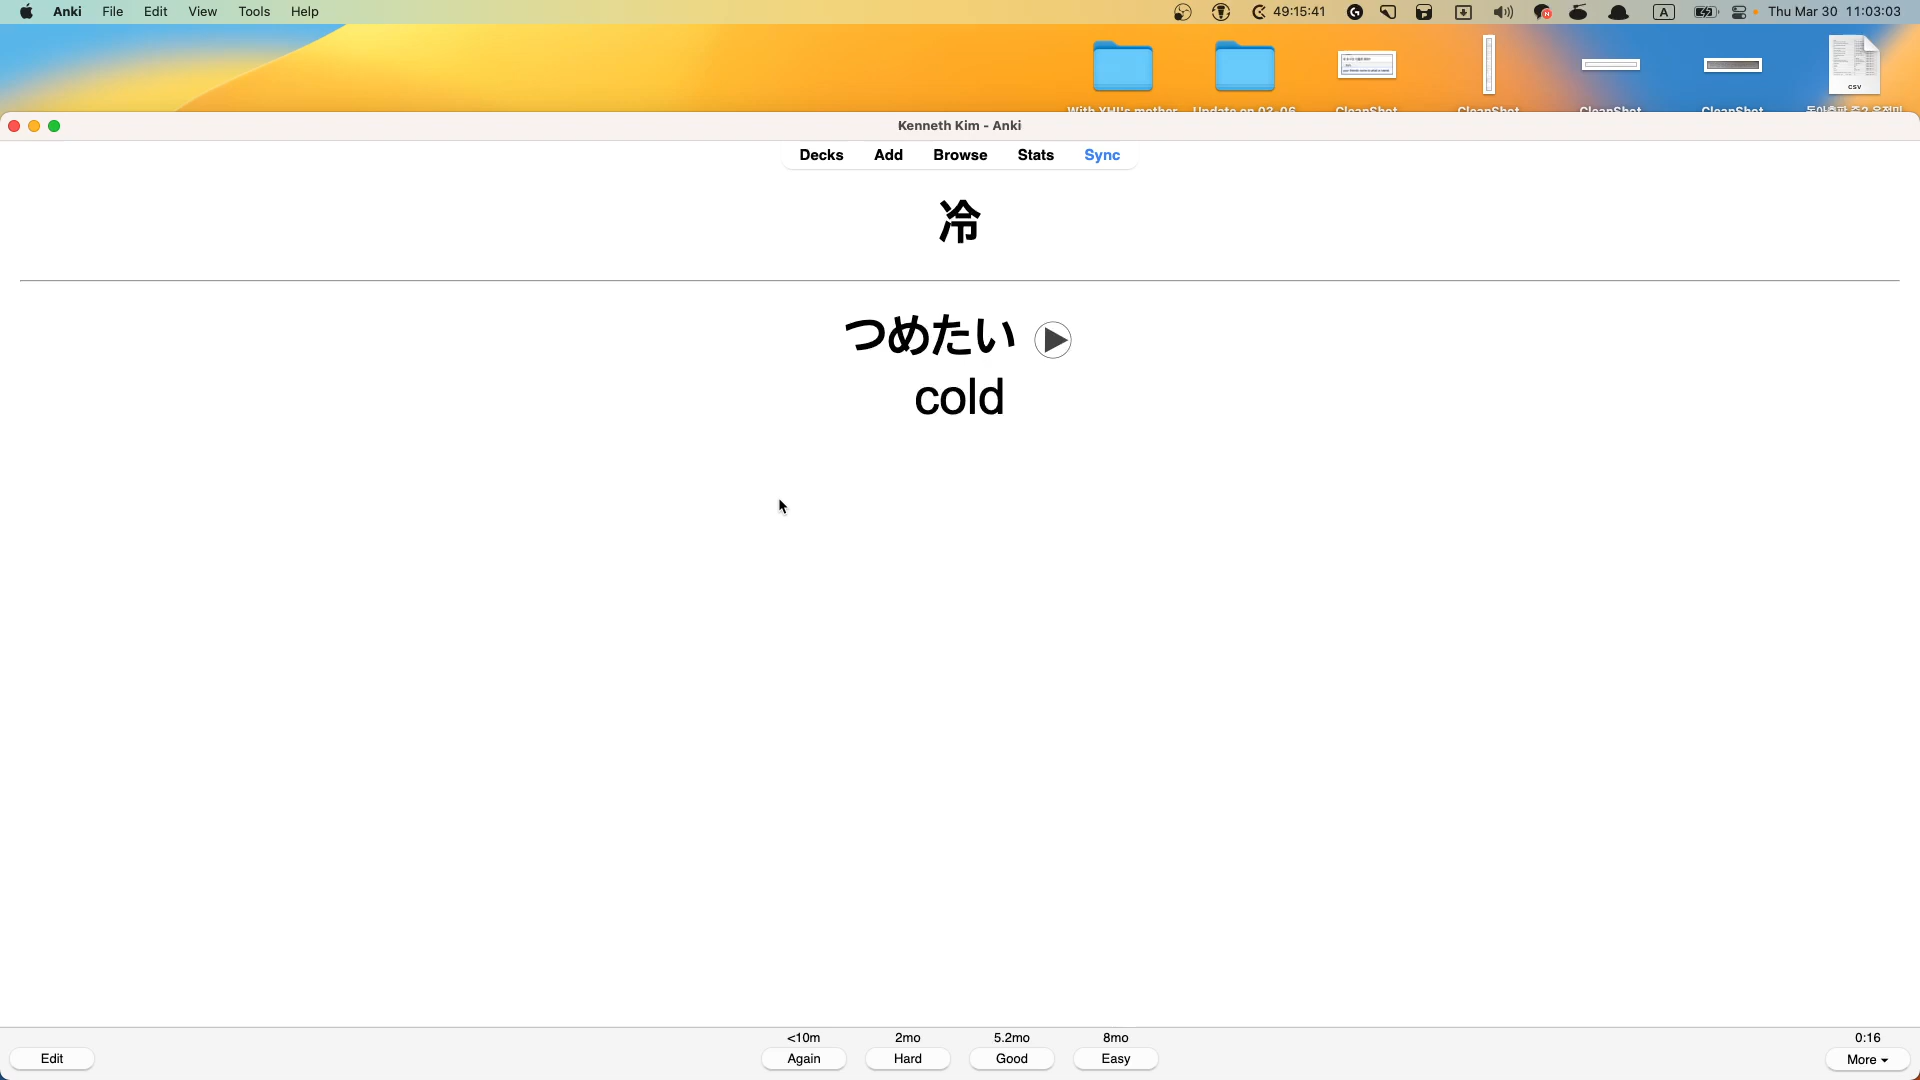 Anki File Edit View Tools Help 49:15:41 A Thu Mar 30 11:03:03
CSV
Kenneth Kim - Anki
Decks Add Browse Stats Sync
冷
つめたい
cold
<10m 2mo 5.2mo 8mo 0:16
Edit Again Hard Good Easy More